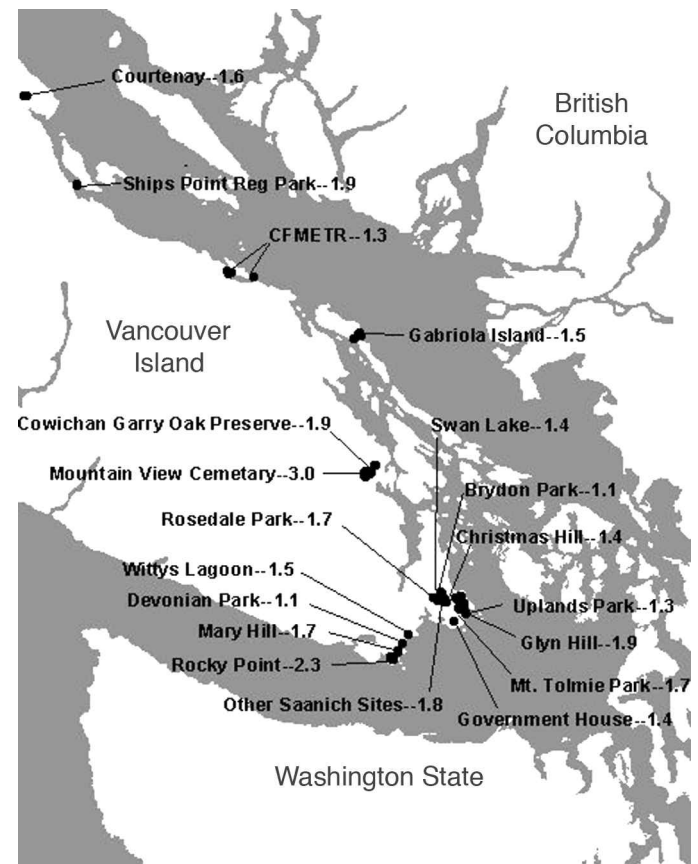 Courtenay--1.6
British
Columbia
Ships Point Reg Park--1.9
CFMETR--1.3
Vancouver
Island
Gabriola Island--1.5
Cowichan Garry Oak Preserve--1.9
Swan Lake--1.4
Mountain View Cemetary--3.0
Brydon Park--1.1
Rosedale Park--1.7
Christmas Hill--1.4
Wittys Lagoon--1.5
Devonian Park--1.1
Uplands Park--1.3
Mary Hill--1.7
Glyn Hill--1.9
Rocky Point--2.3
Mt. Tolmie Park--1.7
Other Saanich Sites--1.8
Government House--1.4
Washington State